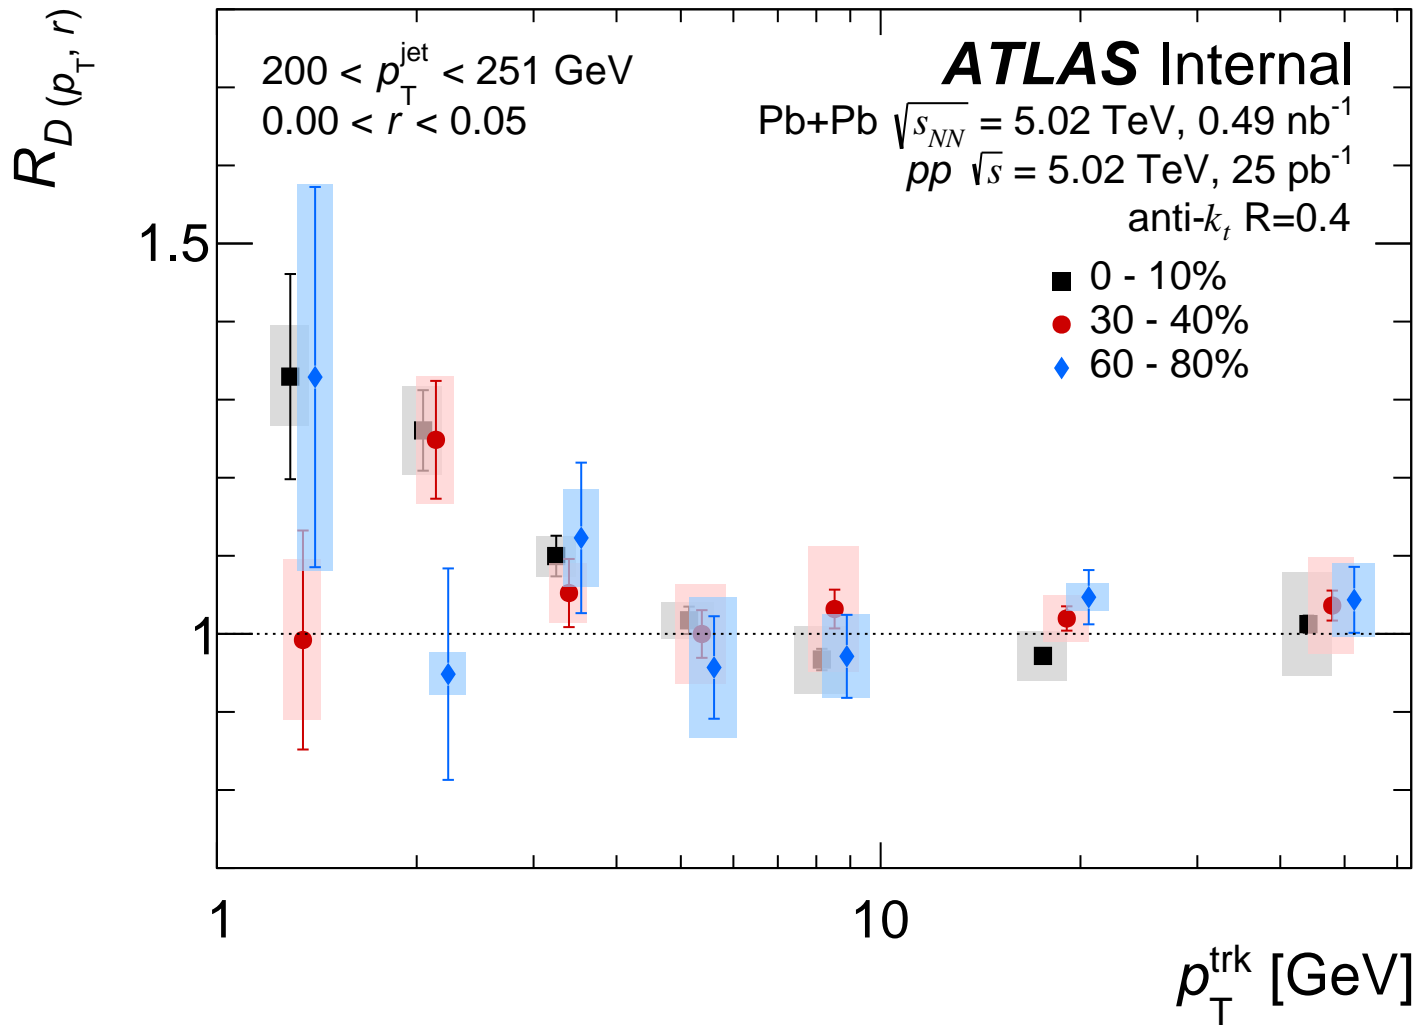 R_D (p_T, r)
200 < p_T^jet < 251 GeV
0.00 < r < 0.05
ATLAS Internal
Pb+Pb √s_NN = 5.02 TeV, 0.49 nb^-1
pp √s = 5.02 TeV, 25 pb^-1
anti-k_t R=0.4
0 - 10%
30 - 40%
60 - 80%
1.5
1
1
10
p_T^trk [GeV]